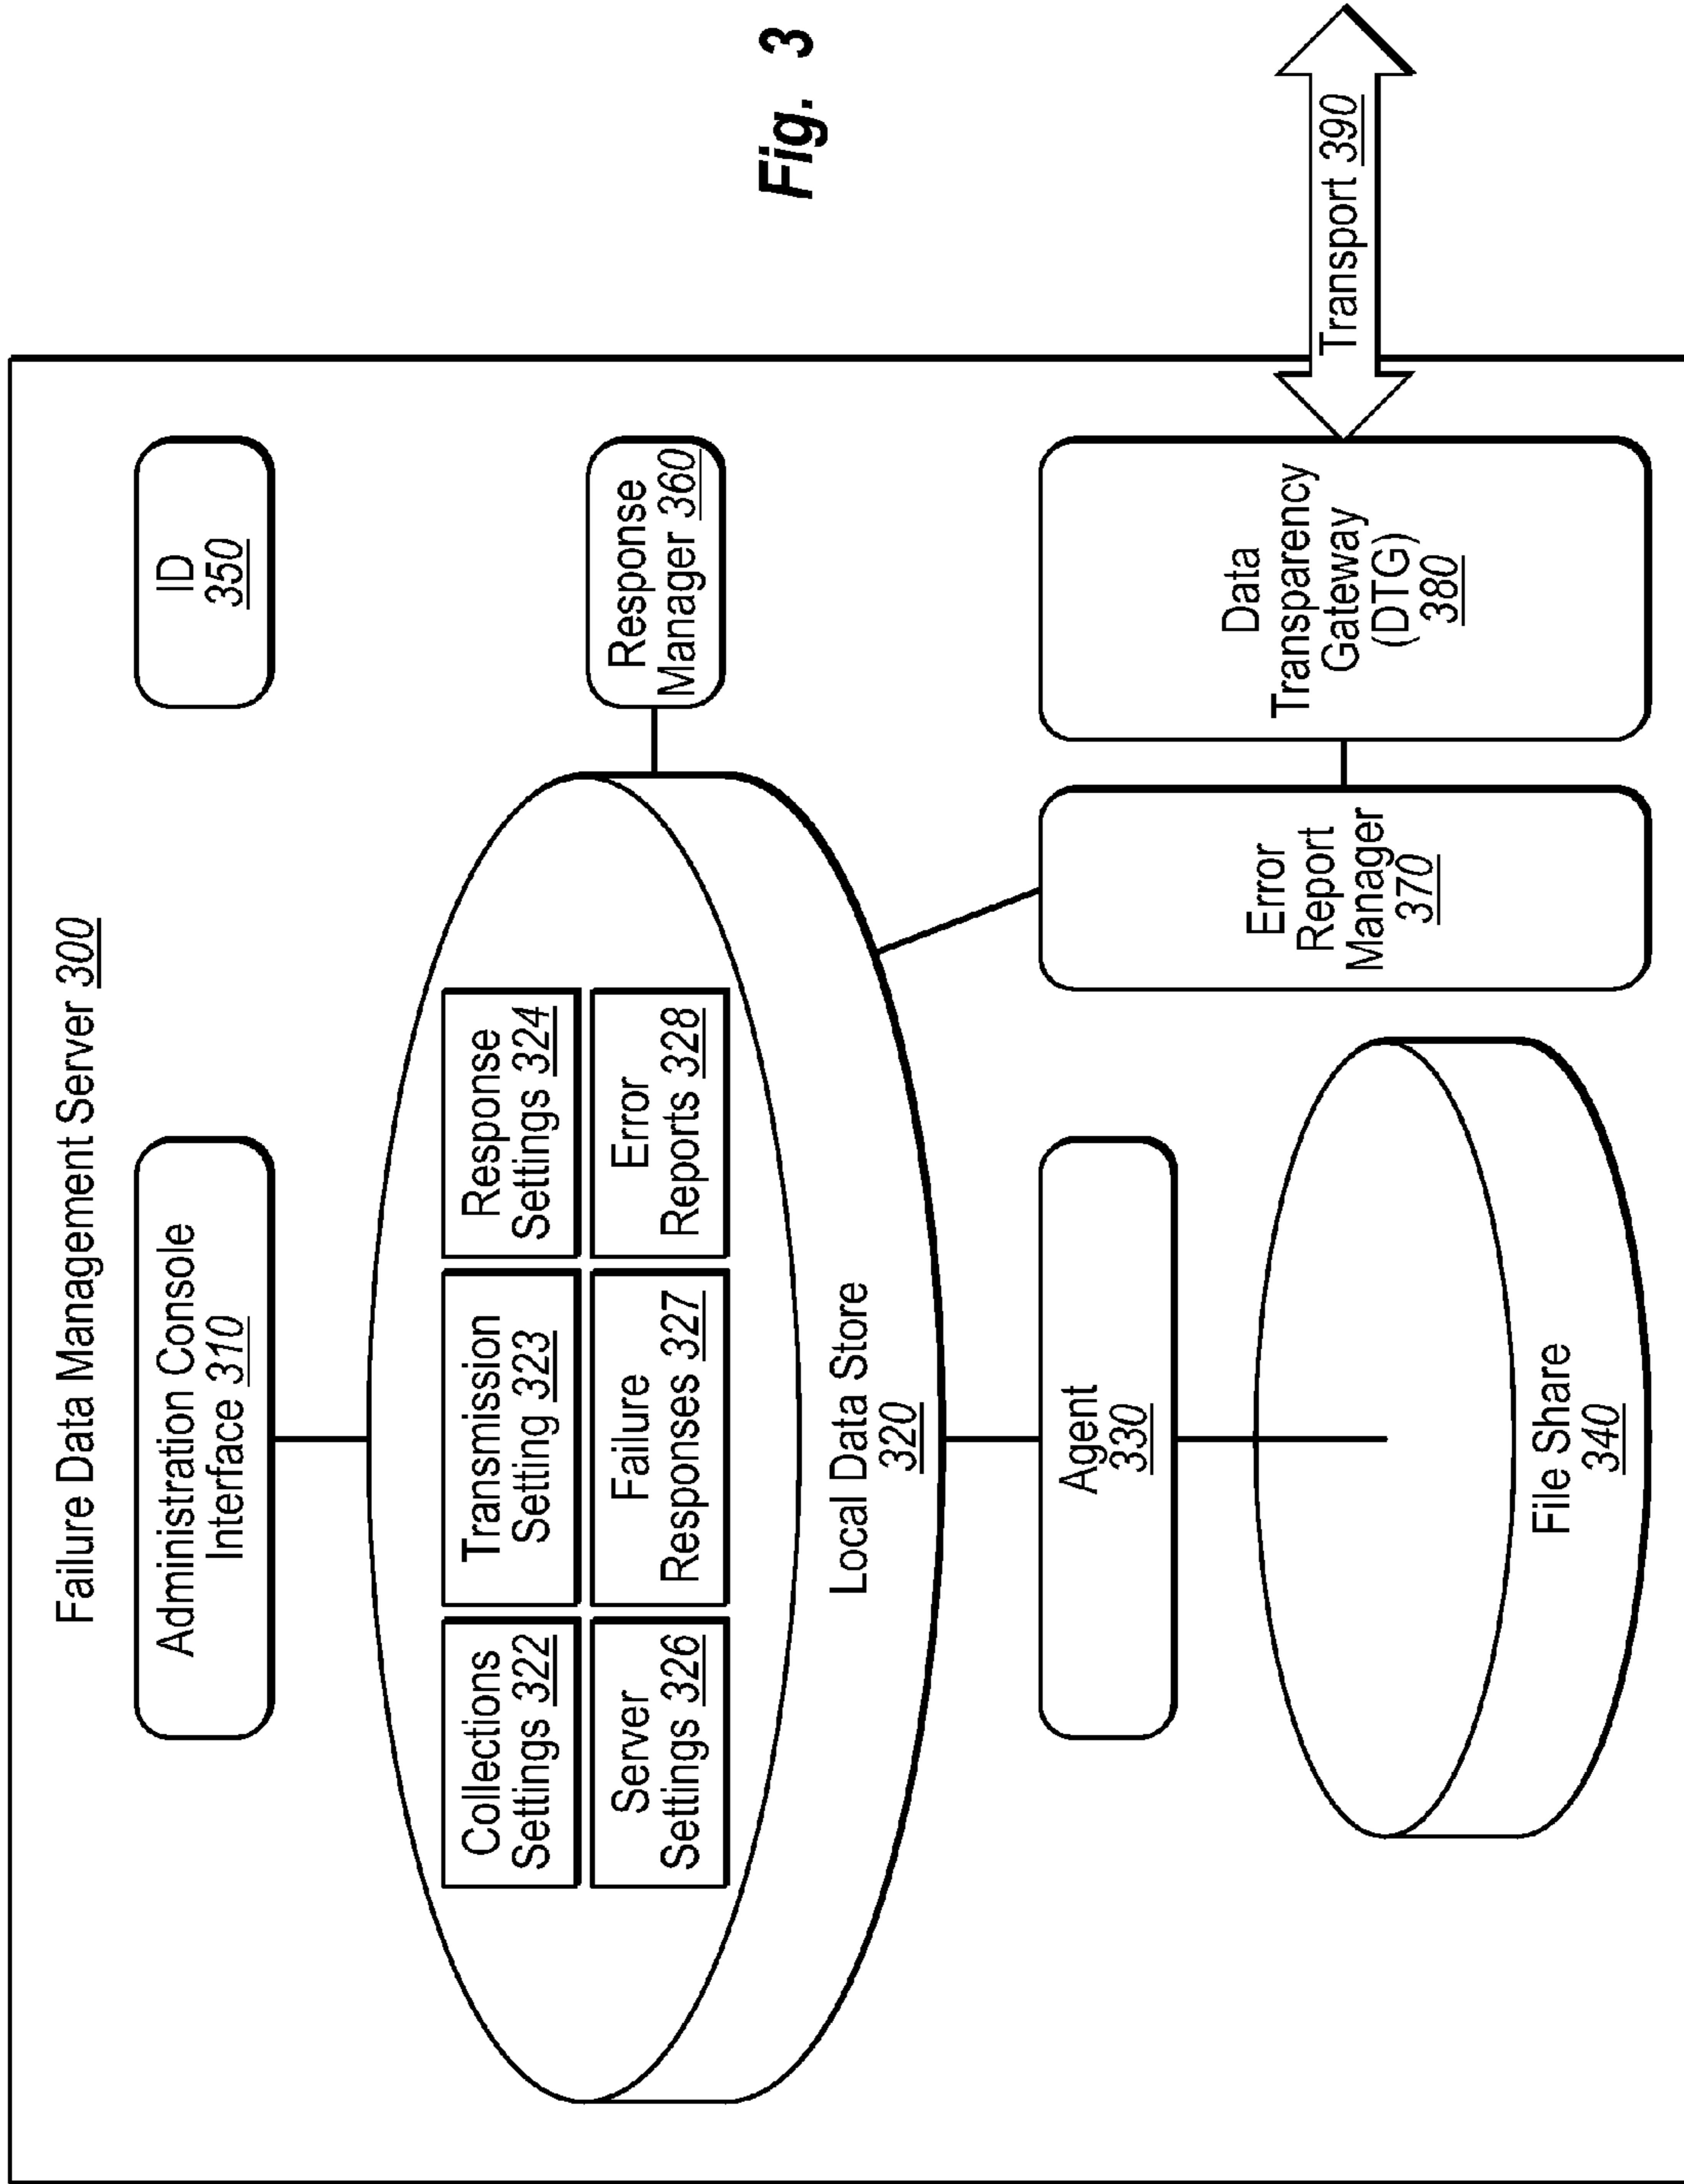 Failure Data Management Server 300
Administration Console
Interface 310
ID
350
Collections
Settings 322
Transmission
Setting 323
Response
Settings 324
Server
Settings 326
Failure
Responses 327
Error
Reports 328
Local Data Store
320
Response
Manager 360
Agent
330
File Share
340
Error
Report
Manager
370
Data
Transparency
Gateway
(DTG)
380
Transport 390
Fig. 3